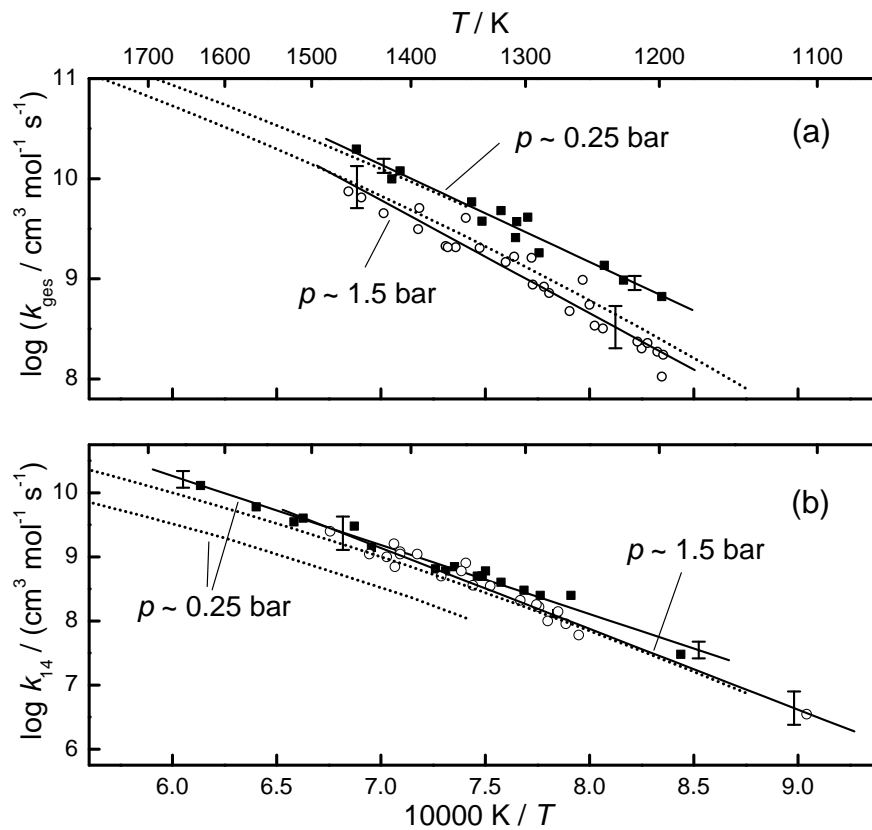 T / K
1700 1600 1500 1400 1300 1200 1100
11
10
9
8
log (k_ges / cm³ mol⁻¹ s⁻¹)
(a)
p ~ 0.25 bar
p ~ 1.5 bar
10
9
8
7
6
log k₁₄ / (cm³ mol⁻¹ s⁻¹)
(b)
p ~ 1.5 bar
p ~ 0.25 bar
6.0 6.5 7.0 7.5 8.0 8.5 9.0
10000 K / T